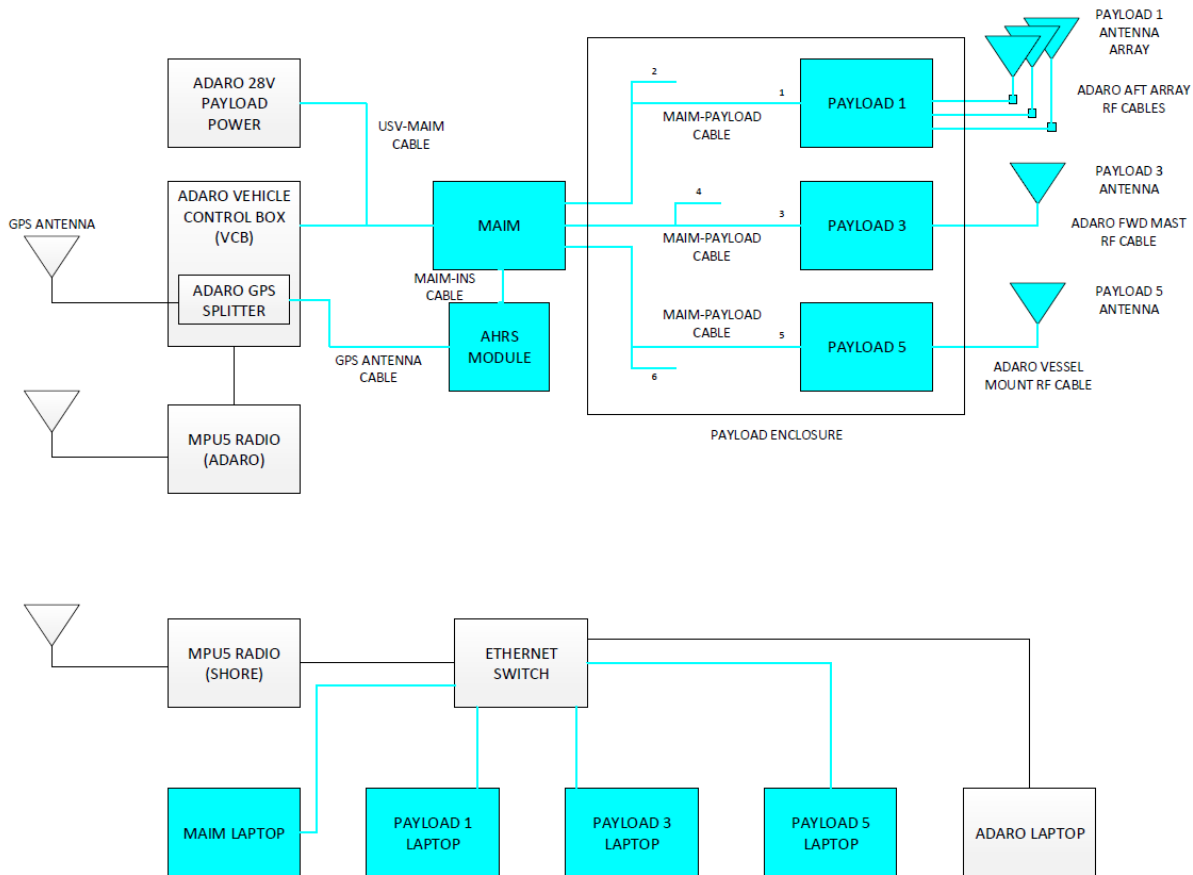 PAYLOAD 1
ANTENNA
ARRAY
ADARO 28V
PAYLOAD
POWER
2
1
PAYLOAD 1
ADARO AFT ARRAY
RF CABLES
USV-MAIM
CABLE
MAIM-PAYLOAD
CABLE
GPS ANTENNA
ADARO VEHICLE
CONTROL BOX
(VCB)
MAIM
4
3
PAYLOAD 3
PAYLOAD 3
ANTENNA
MAIM-PAYLOAD
CABLE
ADARO FWD MAST
RF CABLE
ADARO GPS
SPLITTER
MAIM-INS
CABLE
PAYLOAD 5
ANTENNA
MAIM-PAYLOAD
CABLE
5
PAYLOAD 5
AHRS
MODULE
GPS ANTENNA
CABLE
6
ADARO VESSEL
MOUNT RF CABLE
MPU5 RADIO
(ADARO)
PAYLOAD ENCLOSURE
MPU5 RADIO
(SHORE)
ETHERNET
SWITCH
MAIM LAPTOP
PAYLOAD 1
LAPTOP
PAYLOAD 3
LAPTOP
PAYLOAD 5
LAPTOP
ADARO LAPTOP